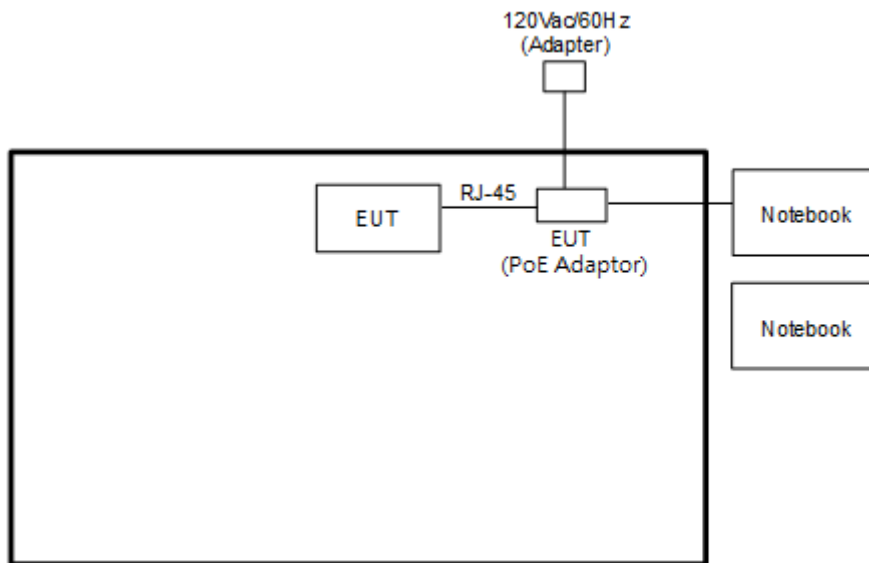 120Vac/60Hz
(Adapter)
RJ-45
EUT
EUT
(PoE Adaptor)
Notebook
Notebook